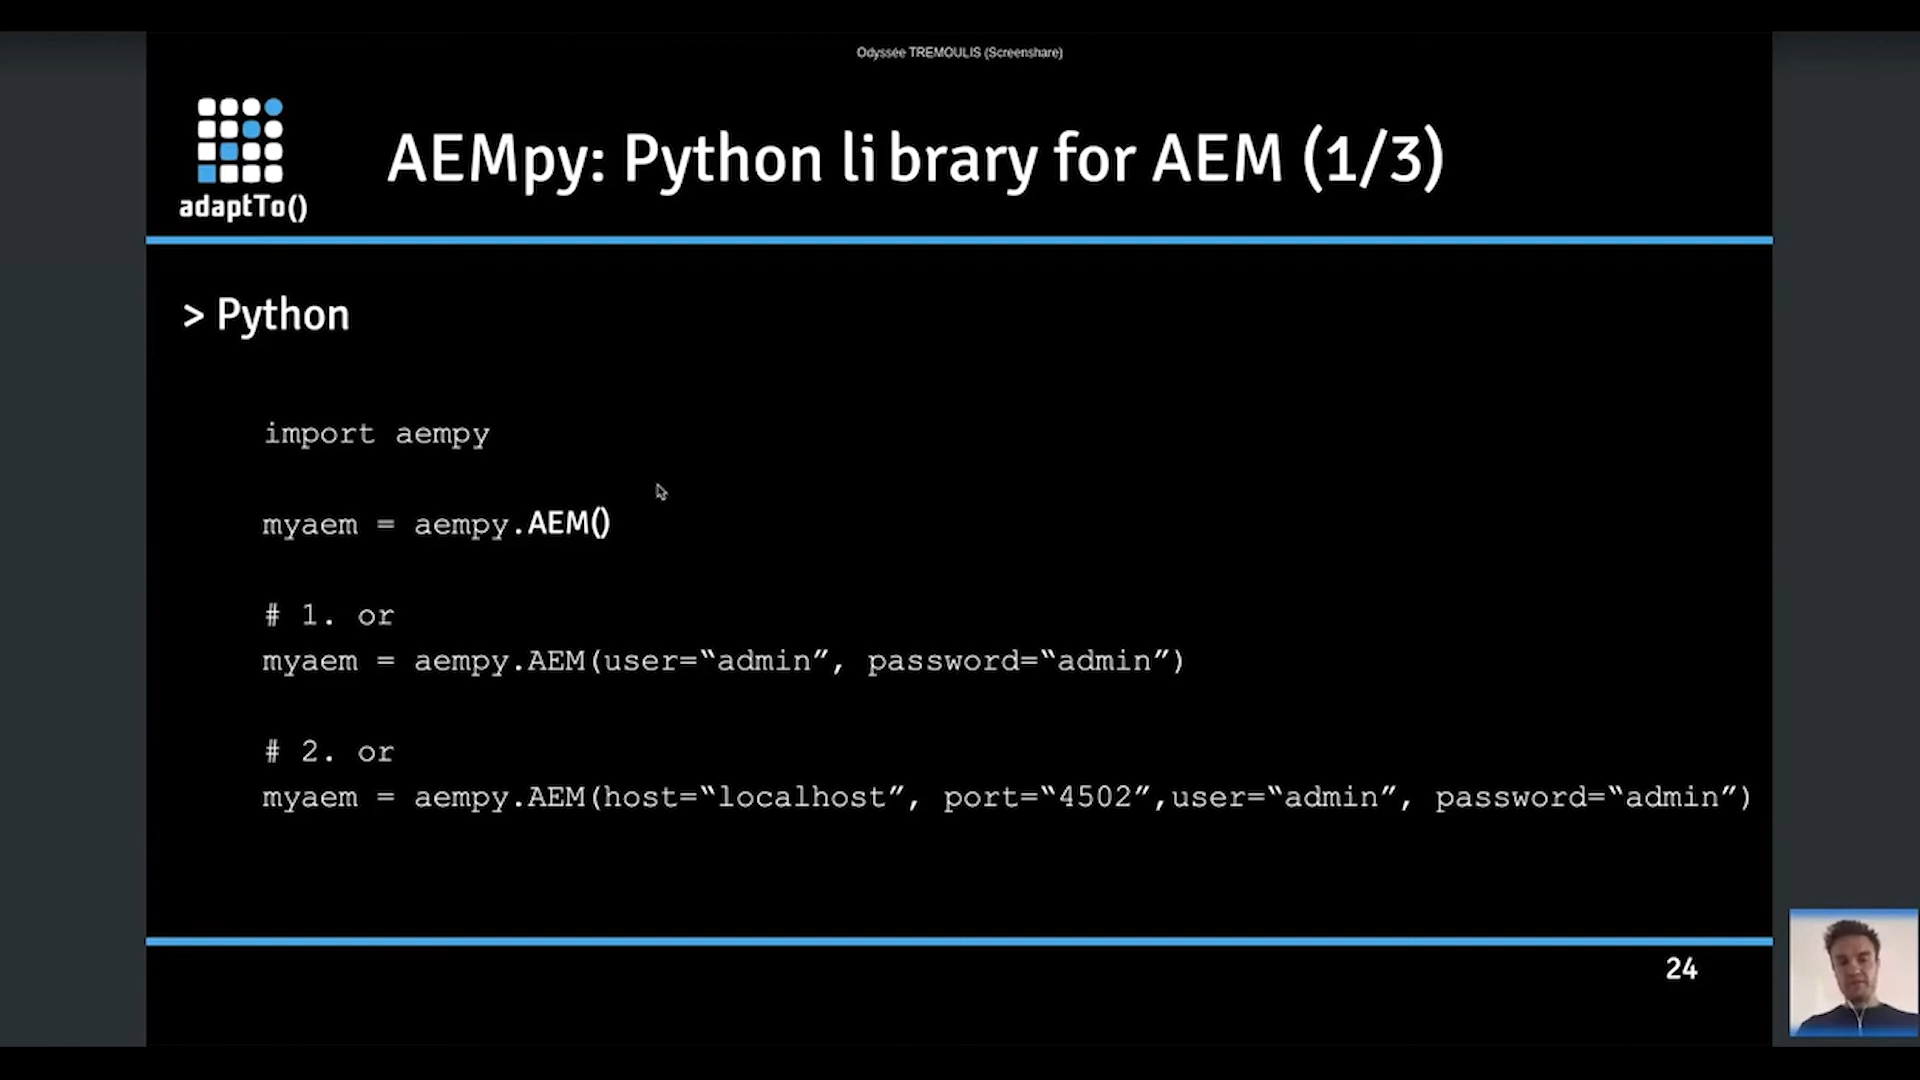 Odyssée TREMOULIS (Screenshare)
adaptTo()
AEMpy: Python library for AEM (1/3)
> Python
import aempy
myaem = aempy.AEM()
# 1. or
myaem = aempy.AEM(user=“admin”, password=“admin”)
# 2. or
myaem = aempy.AEM(host=“localhost”, port=“4502”,user=“admin”, password=“admin”)
24